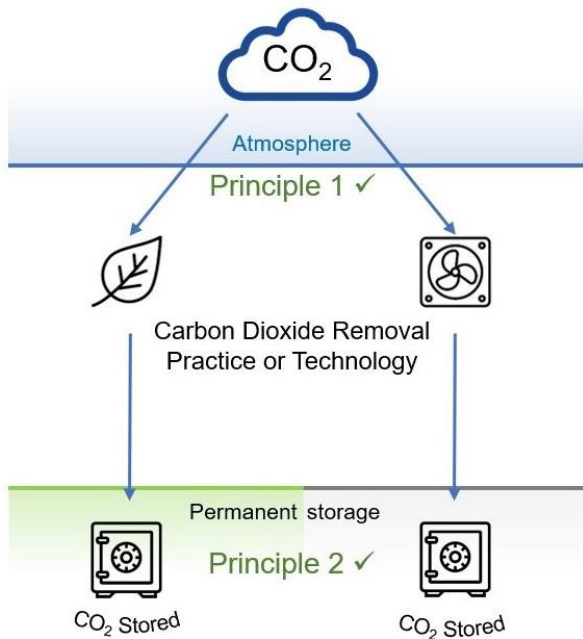 CO₂
Atmosphere
Principle 1 ✓
Carbon Dioxide Removal
Practice or Technology
Permanent storage
Principle 2 ✓
CO₂ Stored
CO₂ Stored